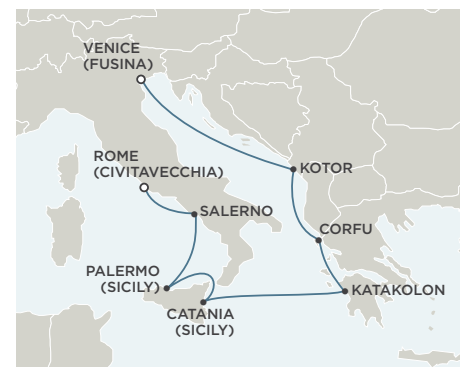 VENICE
(FUSINA)
ROME
(CIVITAVECCHIA)
KOTOR
SALERNO
CORFU
PALERMO
(SICILY)
KATAKOLON
CATANIA
(SICILY)